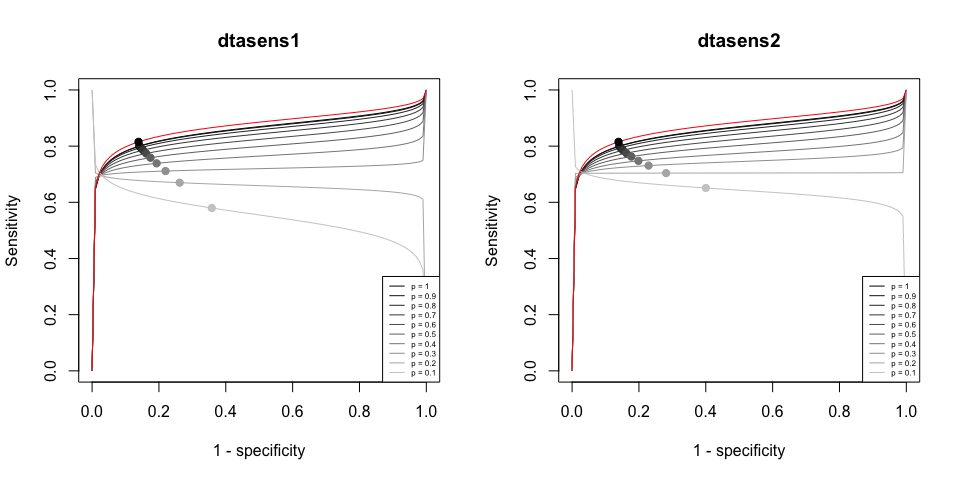 dtasens1
Sensitivity
0.0 0.2 0.4 0.6 0.8 1.0
p = 1
p = 0.9
p = 0.8
p = 0.7
p = 0.6
p = 0.5
p = 0.4
p = 0.3
p = 0.2
p = 0.1
0.0 0.2 0.4 0.6 0.8 1.0
1 - specificity
dtasens2
Sensitivity
0.0 0.2 0.4 0.6 0.8 1.0
p = 1
p = 0.9
p = 0.8
p = 0.7
p = 0.6
p = 0.5
p = 0.4
p = 0.3
p = 0.2
p = 0.1
0.0 0.2 0.4 0.6 0.8 1.0
1 - specificity